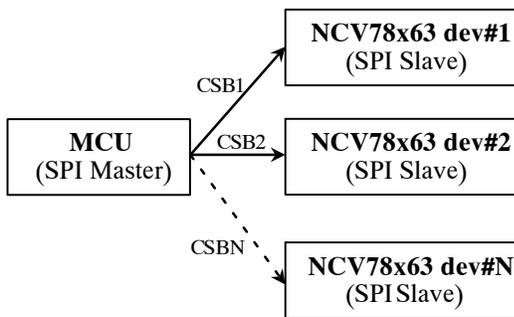 NCV78x63 dev#1
(SPI Slave)
CSB1
MCU
(SPI Master)
CSB2
NCV78x63 dev#2
(SPI Slave)
CSBN
NCV78x63 dev#N
(SPI Slave)